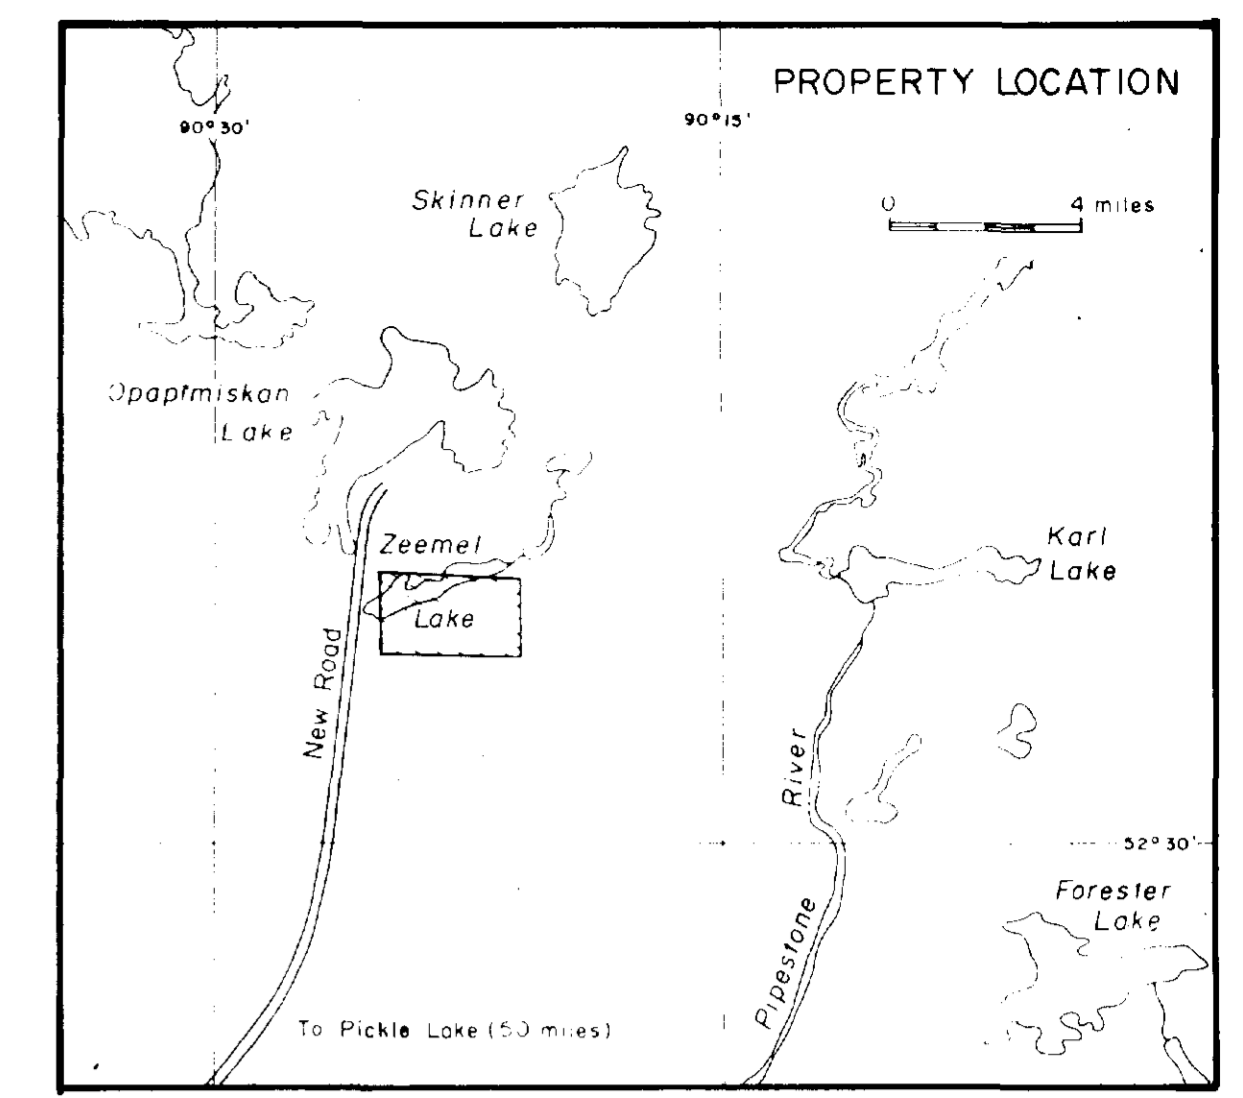 PROPERTY LOCATION
90° 30'
90° 15'
Skinner
Lake
0 4 miles
Opapimiskan
Lake
Zeemel
Lake
Karl
Lake
New Road
River
Pipestone
52° 30'
Forester
Lake
To Pickle Lake (50 miles)